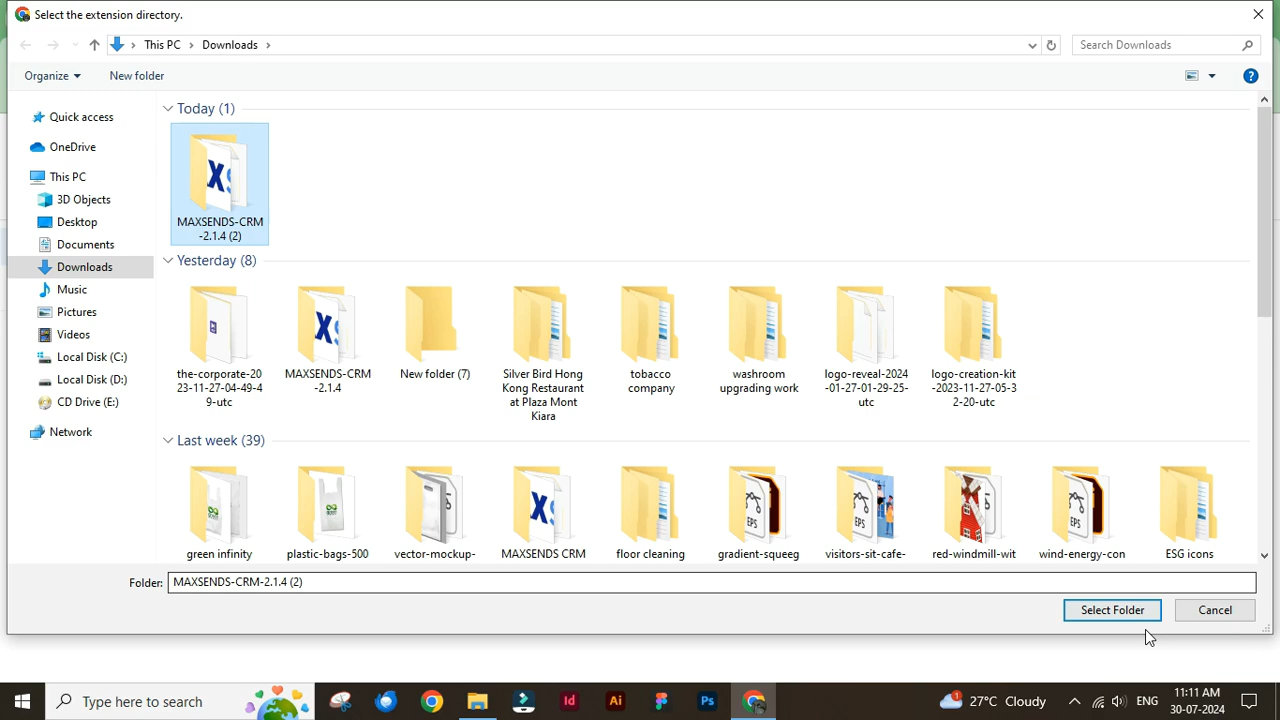 Select the extension directory.
This PC
Downloads
Search Downloads
Organize
New folder
Quick access
OneDrive
This PC
3D Objects
Desktop
Documents
Downloads
Music
Pictures
Videos
Local Disk (C:)
Local Disk (D:)
CD Drive (E:)
Network
Today (1)
MAXSENDS-CRM
-2.1.4 (2)
Yesterday (8)
the-corporate-20
23-11-27-04-49-4
9-utc
MAXSENDS-CRM
-2.1.4
New folder (7)
Silver Bird Hong
Kong Restaurant
at Plaza Mont
Kiara
tobacco
company
washroom
upgrading work
logo-reveal-2024
-01-27-01-29-25-
utc
logo-creation-kit
-2023-11-27-05-3
2-20-utc
Last week (39)
green infinity
plastic-bags-500
vector-mockup-
MAXSENDS CRM
floor cleaning
gradient-squeeg
visitors-sit-cafe-
red-windmill-wit
wind-energy-con
ESG icons
Folder:
MAXSENDS-CRM-2.1.4 (2)
Select Folder
Cancel
Type here to search
27°C Cloudy
ENG
11:11 AM
30-07-2024